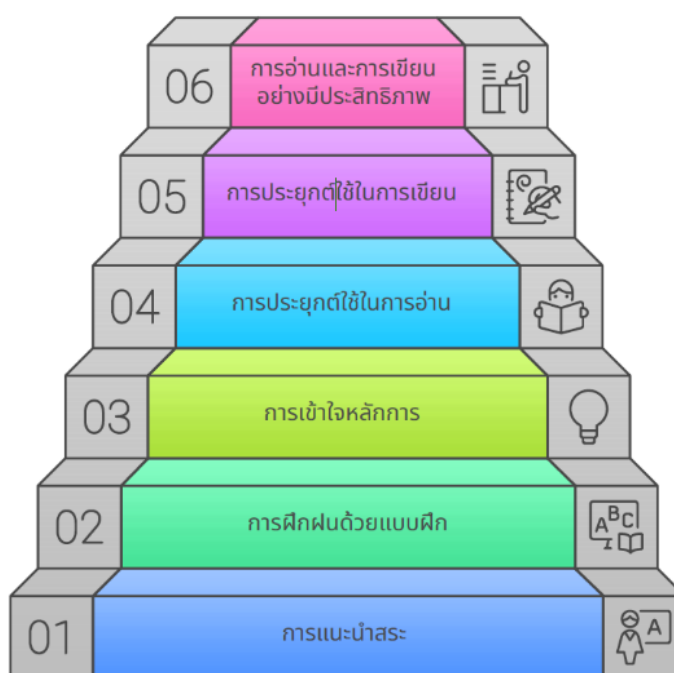 06
การอ่านและการเขียน
อย่างมีประสิทธิภาพ
05
การประยุกต์ใช้ในการเขียน
04
การประยุกต์ใช้ในการอ่าน
03
การเข้าใจหลักการ
02
การฝึกฝนด้วยแบบฝึก
ABC
01
การแนะนำสระ
A